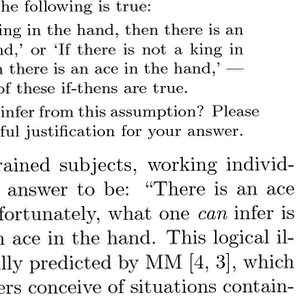 he following is true:
ing in the hand, then there is an
nd,' or 'If there is not a king in
n there is an ace in the hand,' —
of these if-thens are true.
infer from this assumption? Please
ful justification for your answer.
rained subjects, working individ-
answer to be: "There is an ace
fortunately, what one can infer is
n ace in the hand. This logical il-
lly predicted by MM [4, 3], which
ers conceive of situations contain-